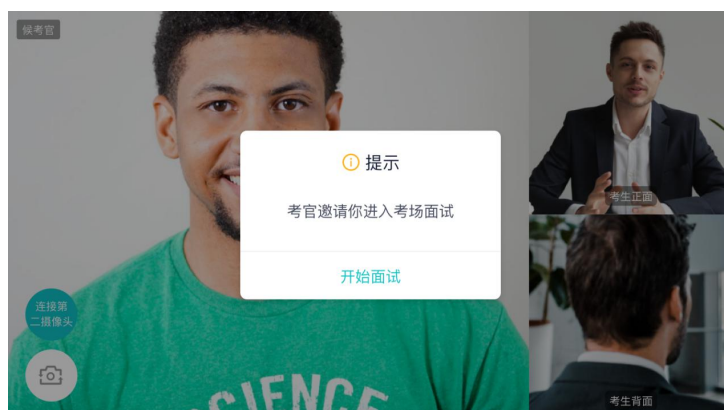 候考官
提示
考官邀请你进入考场面试
开始面试
考生正面
连接第
二摄像头
CIENCE
考生背面